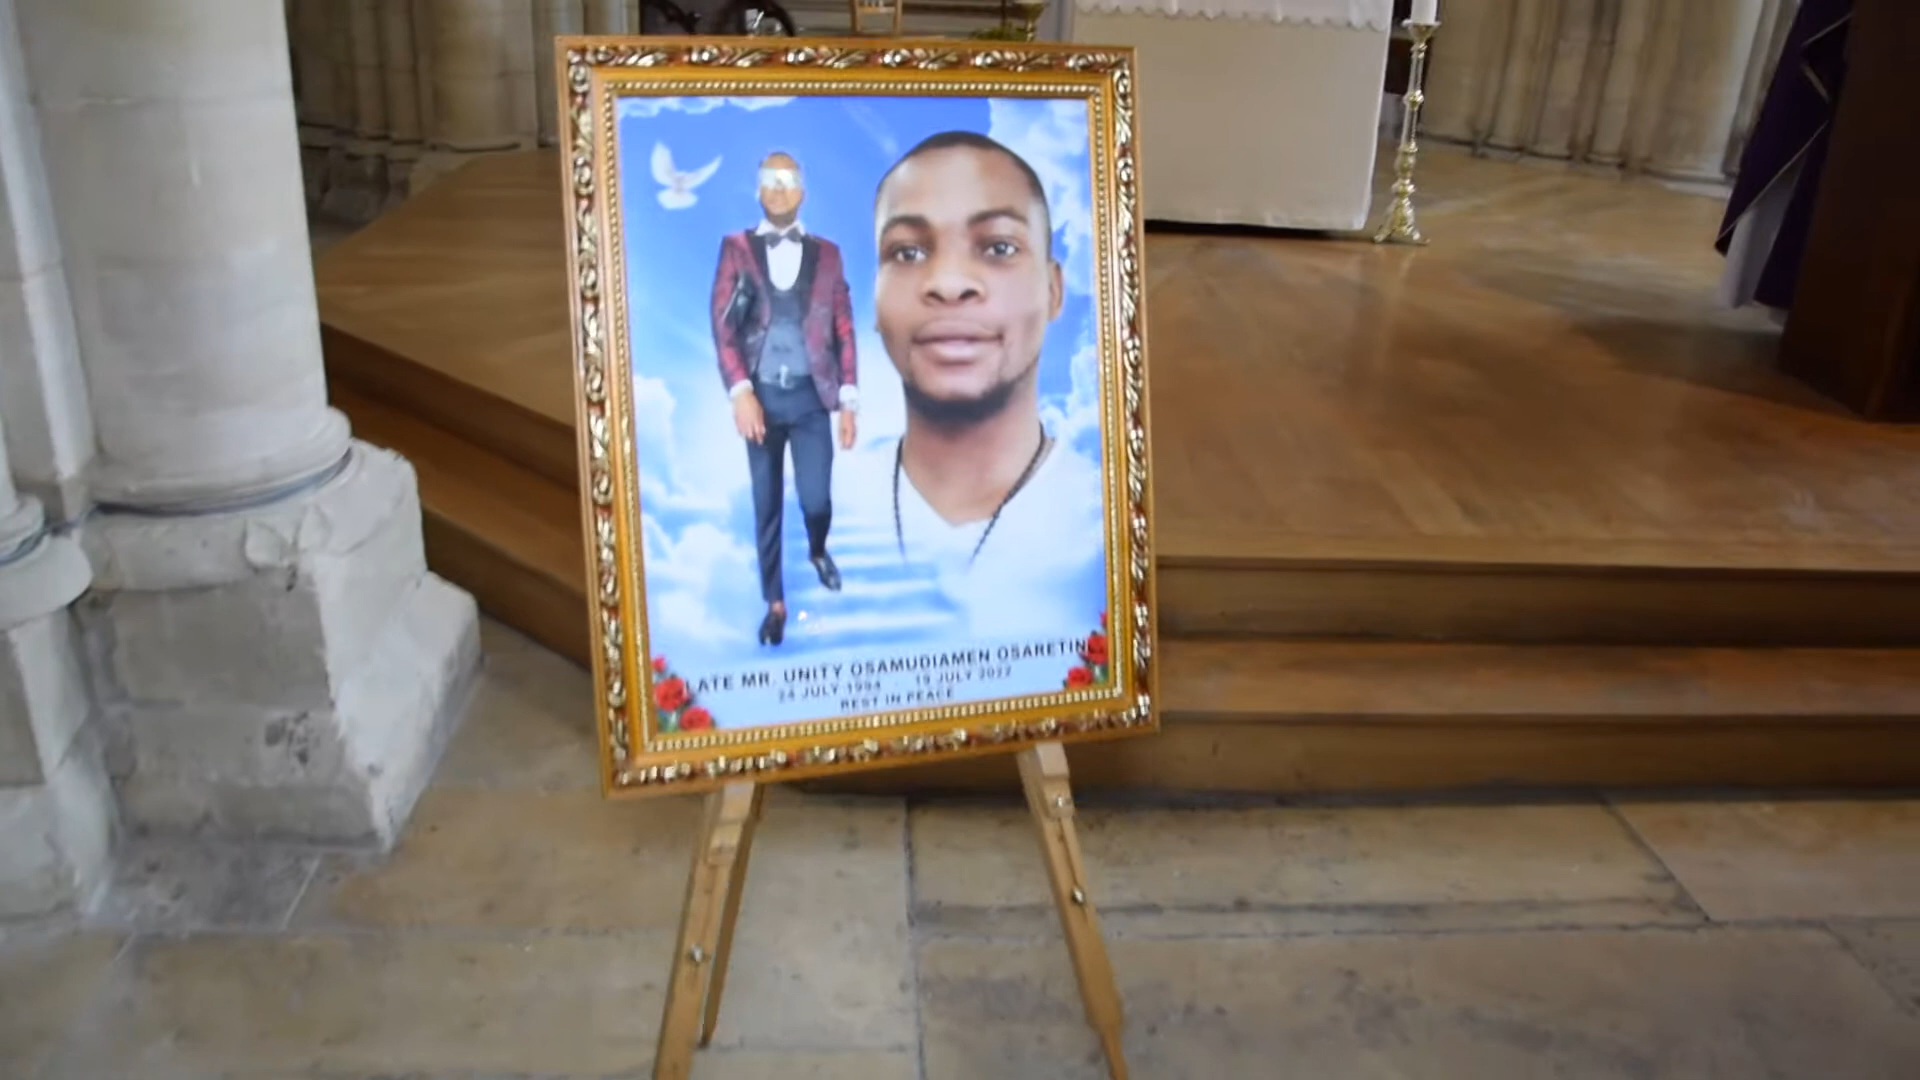 LATE MR. UNITY OSAMUDIAMEN OSARETIN
24 JULY 1994 19 JULY 2022
REST IN PEACE